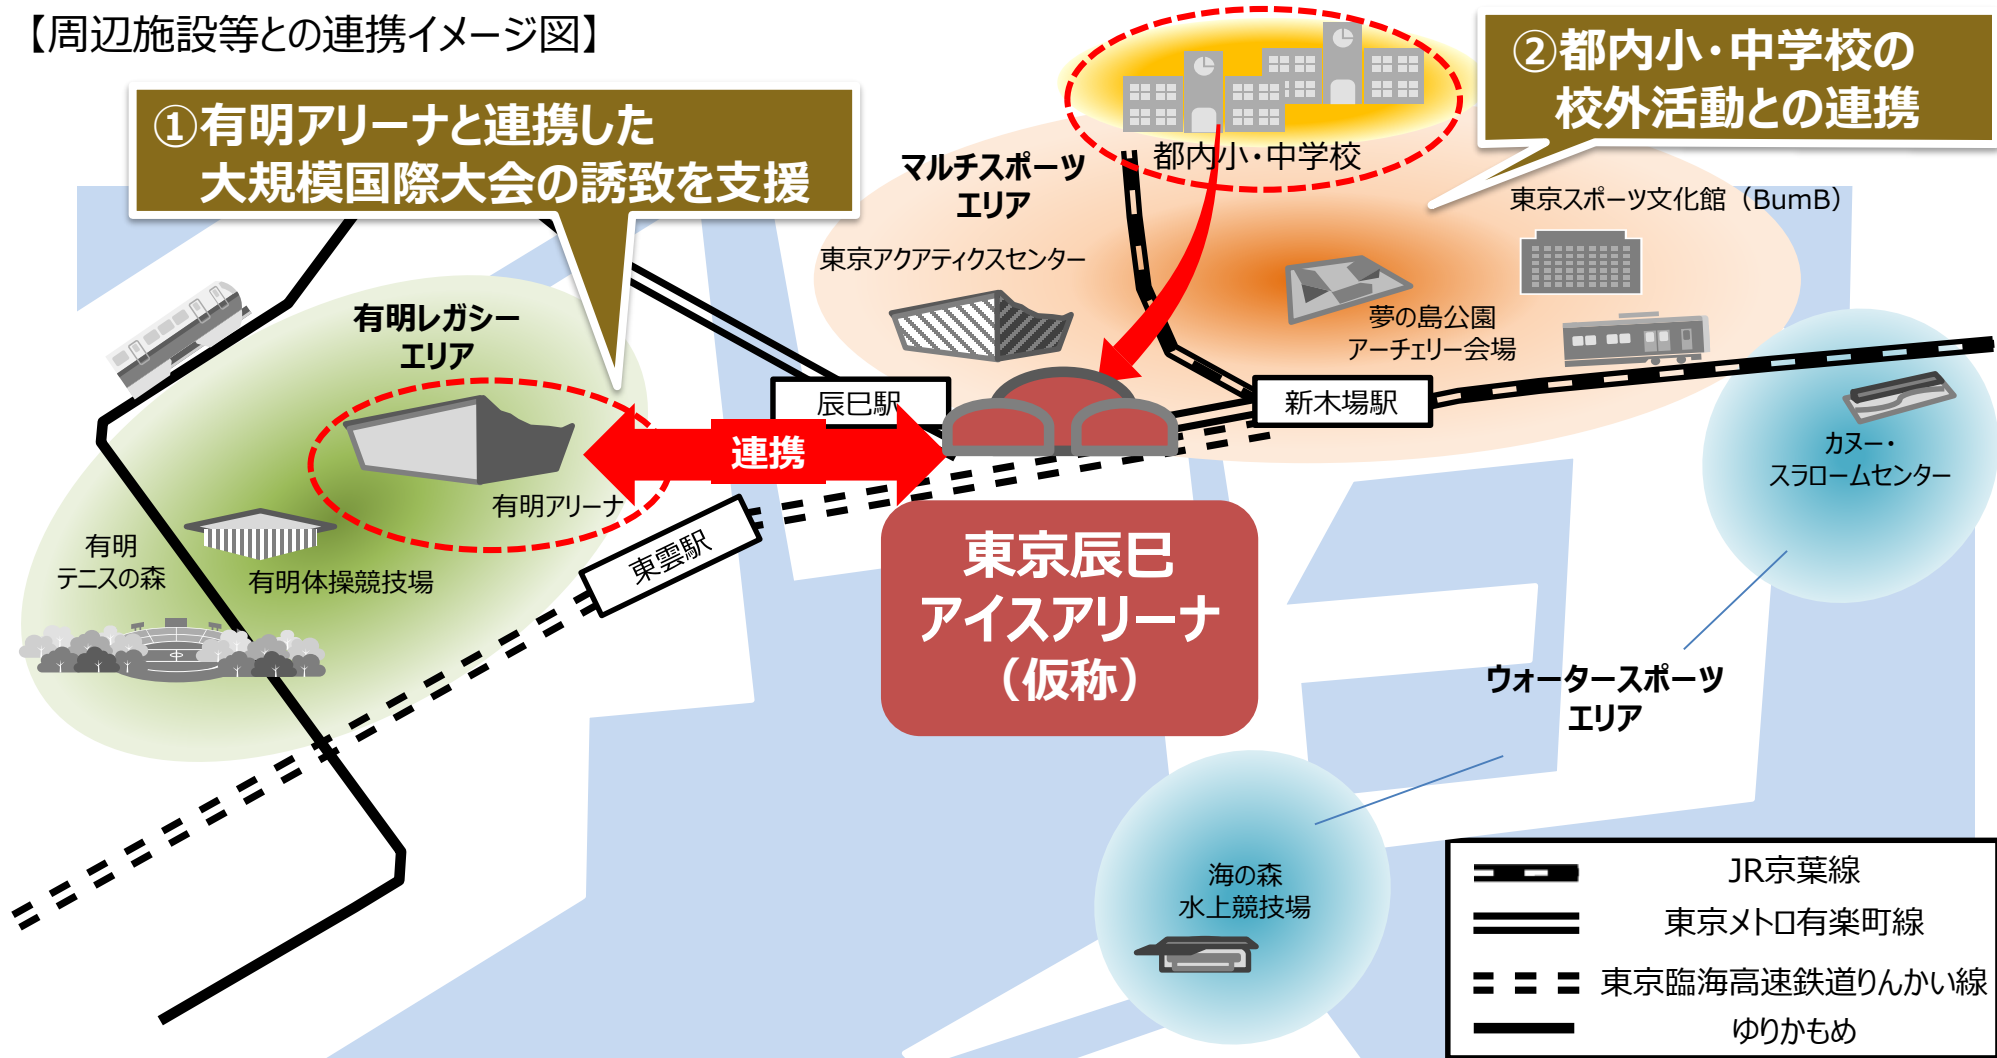 【周辺施設等との連携イメージ図】
①有明アリーナと連携した
大規模国際大会の誘致を支援
②都内小・中学校の
校外活動との連携
都内小・中学校
マルチスポーツ
エリア
東京アクアティクスセンター
東京スポーツ文化館（BumB）
夢の島公園
アーチェリー会場
有明レガシー
エリア
辰巳駅
新木場駅
連携
有明アリーナ
有明
テニスの森
有明体操競技場
東雲駅
カヌー・
スラロームセンター
東京辰巳
アイスアリーナ
（仮称）
ウォータースポーツ
エリア
海の森
水上競技場
JR京葉線
東京メトロ有楽町線
東京臨海高速鉄道りんかい線
ゆりかもめ